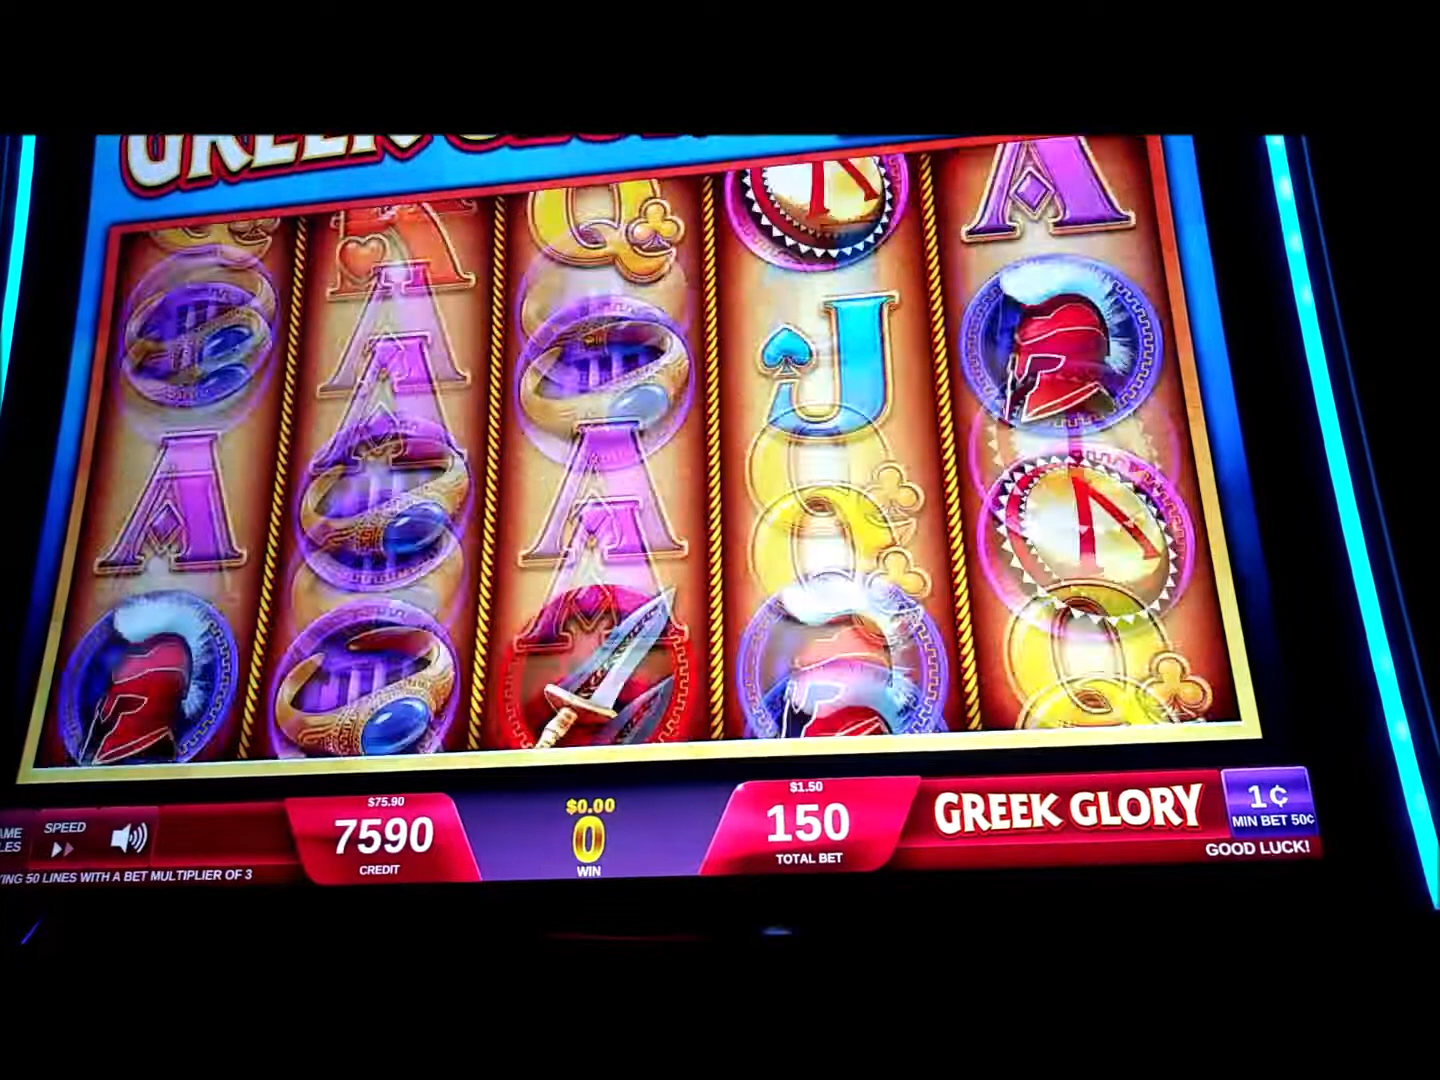 GREEK
Q
A
Q
A
A
J
A
A
A
Q
Q
Q
SPEED
$75.90
7590
CREDIT
$0.00
0
WIN
$1.50
150
TOTAL BET
GREEK GLORY
1¢
MIN BET 50¢
GOOD LUCK!
50 LINES WITH A BET MULTIPLIER OF 3